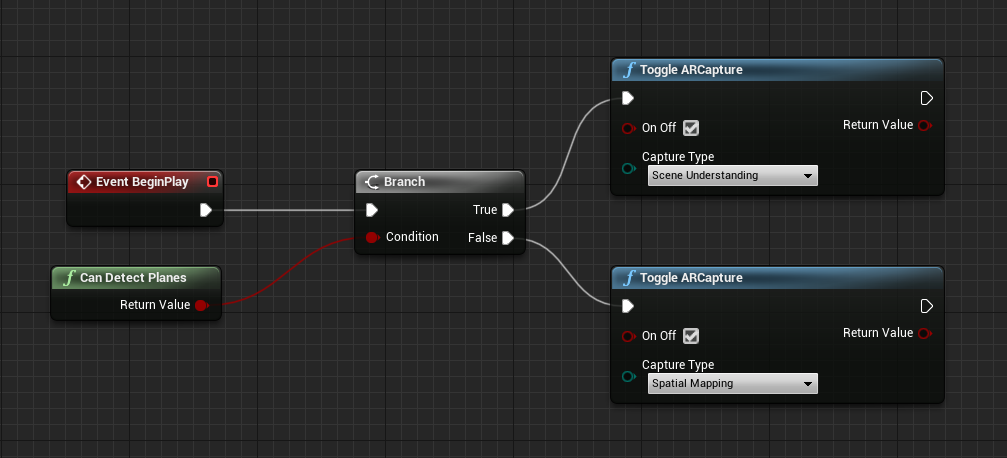 Event BeginPlay
Can Detect Planes
Return Value
Branch
True
Condition
False
Toggle ARCapture
On Off
Return Value
Capture Type
Scene Understanding
Toggle ARCapture
On Off
Return Value
Capture Type
Spatial Mapping